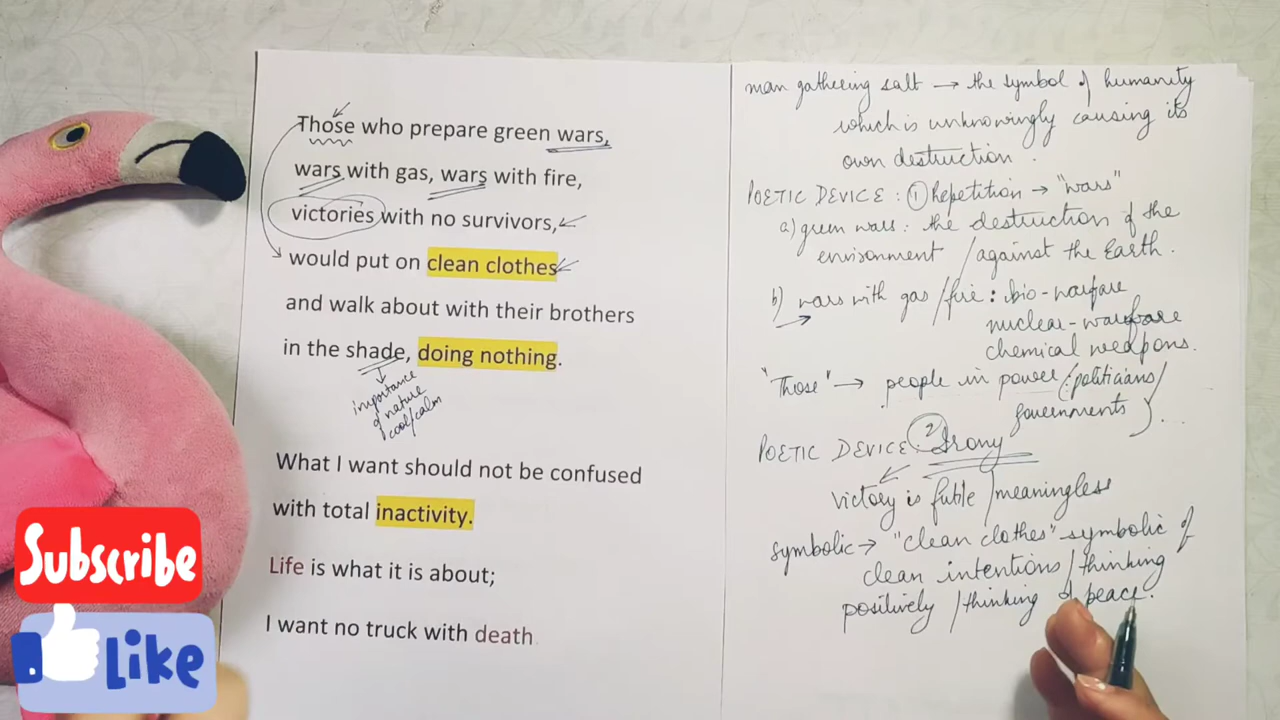 Those who prepare green wars,
wars with gas, wars with fire,
victories with no survivors,
would put on clean clothes
and walk about with their brothers
in the shade, doing nothing.
importance
of nature
cool/calm
What I want should not be confused
with total inactivity.
Life is what it is about;
I want no truck with death
man gathering salt → the symbol of humanity
which is unknowingly causing its
own destruction.
POETIC DEVICE: ① Repetition → "wars"
a) green wars: the destruction of the
environment / against the Earth.
b) wars with gas / fire: bio-warfare
nuclear-warfare
chemical weapons.
"Those" → people in power (politicians/
governments) ...
POETIC DEVICE: ② Irony
victory is futile / meaningless
symbolic → "clean clothes" symbolic of
clean intentions / thinking
positively / thinking of peace.
Subscribe
Like